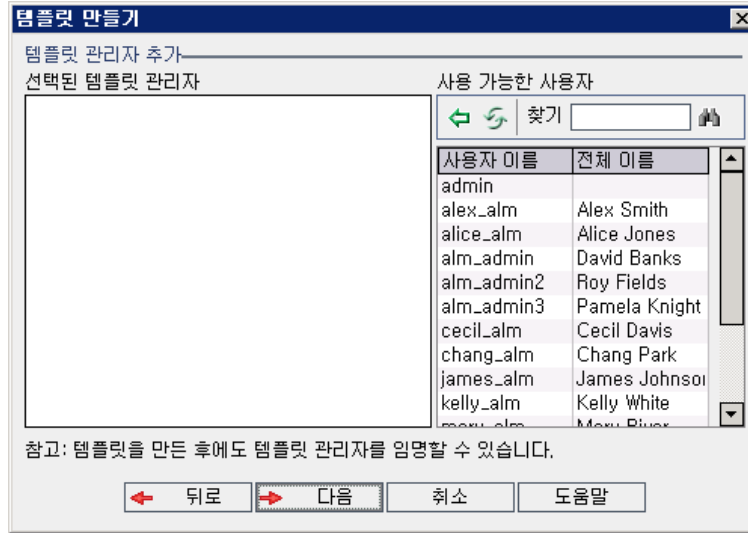 템플릿 만들기
템플릿 관리자 추가
선택된 템플릿 관리자
사용 가능한 사용자
찾기
사용자 이름 전체 이름
admin
alex_alm Alex Smith
alice_alm Alice Jones
alm_admin David Banks
alm_admin2 Roy Fields
alm_admin3 Pamela Knight
cecil_alm Cecil Davis
chang_alm Chang Park
james_alm James Johnson
kelly_alm Kelly White
참고: 템플릿을 만든 후에도 템플릿 관리자를 임명할 수 있습니다.
뒤로 다음 취소 도움말